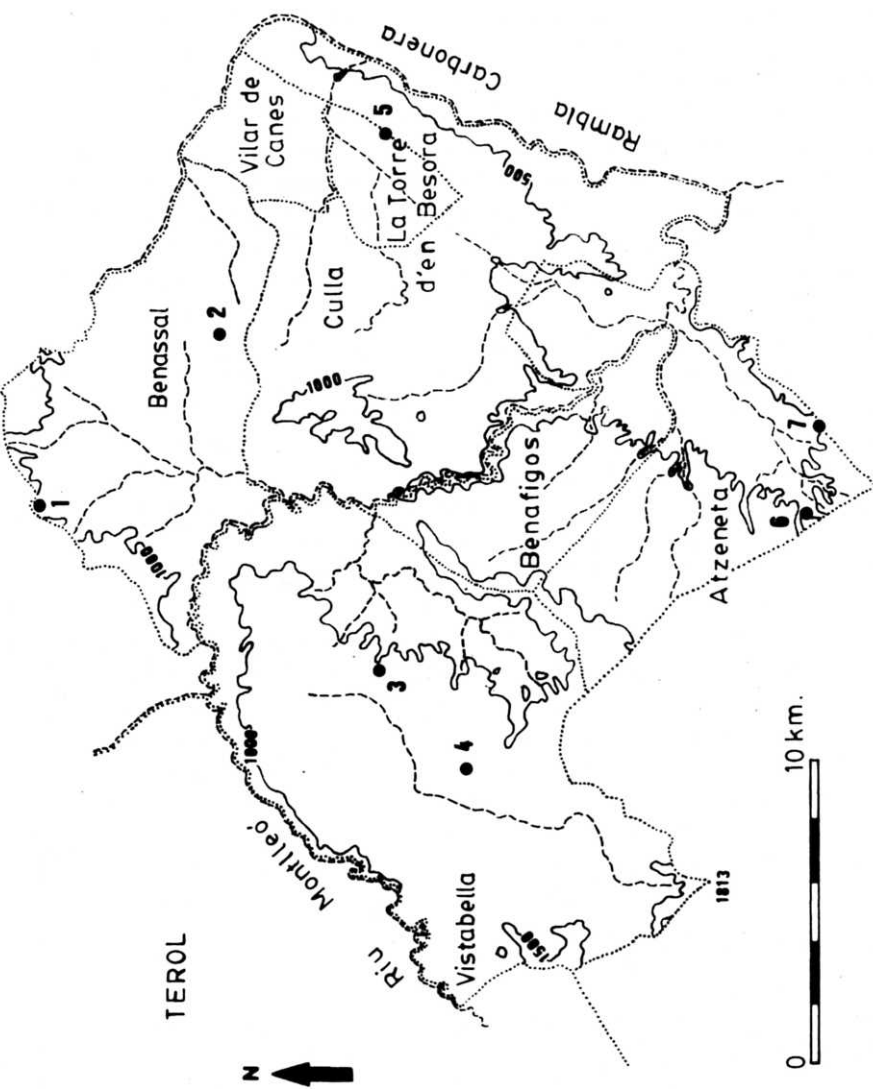 TEROL
N
Riu Montlleó
Vistabella
1500
1813
1000
4
3
1000
1
Benassal
2
Vilar de
Canes
Culla
1000
La Torre
d'en Besora
5
500
Rambla Carbonera
Benafigos
Atzeneta
6
7
0
10 km.